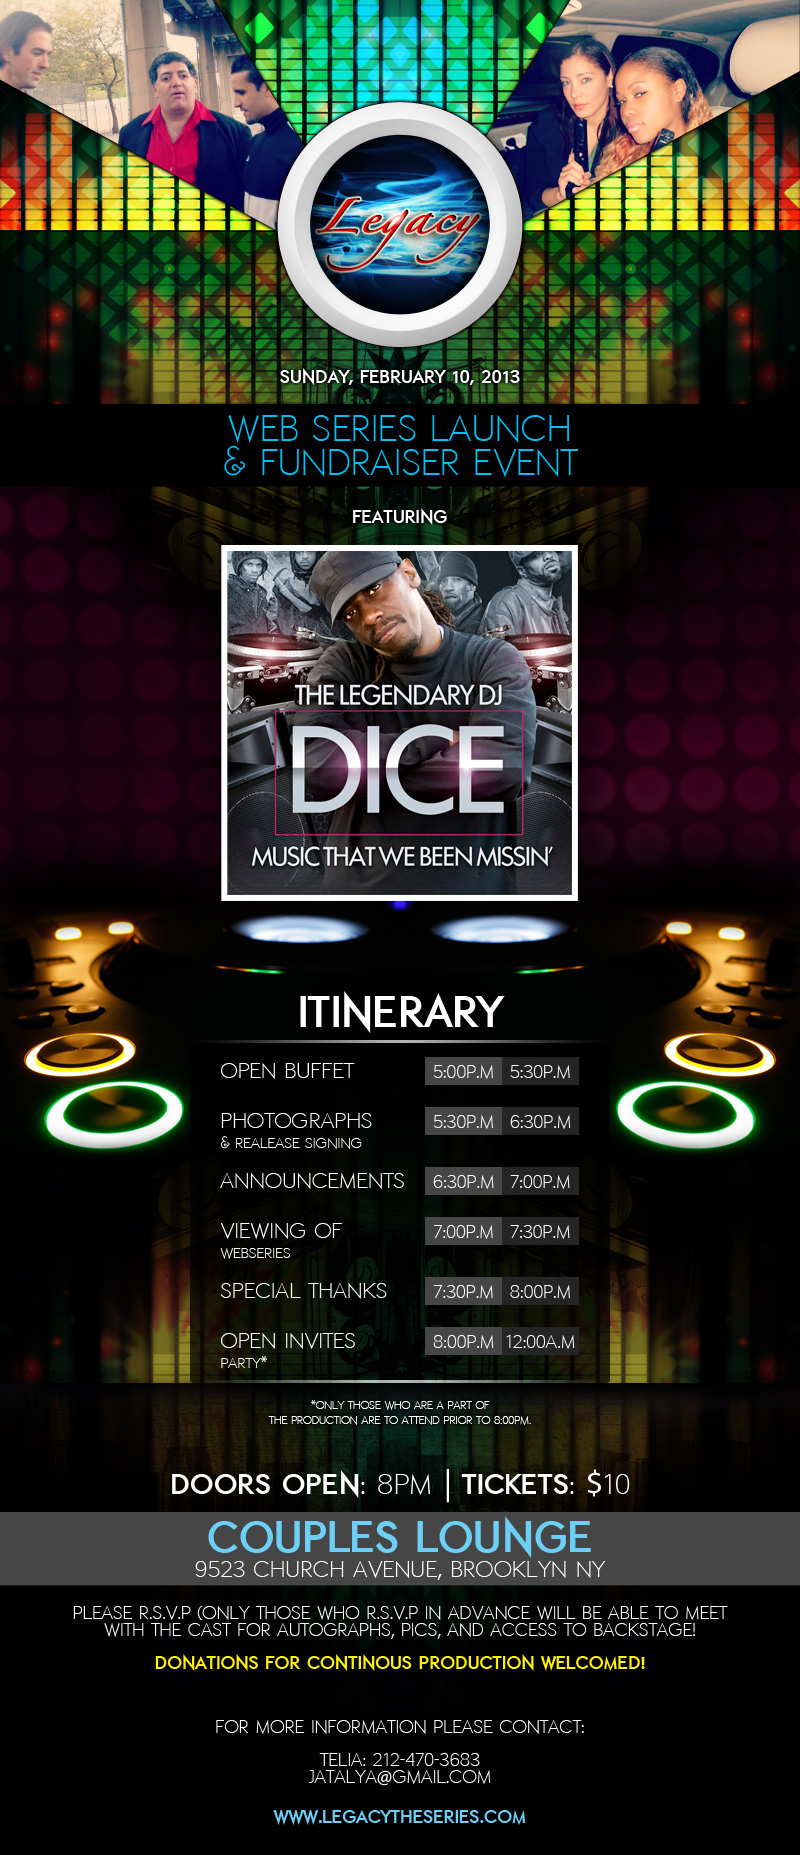 Legacy
SUNDAY, FEBRUARY 10, 2013
WEB SERIES LAUNCH
& FUNDRAISER EVENT
FEATURING
THE LEGENDARY DJ
DICE
MUSIC THAT WE BEEN MISSIN'
ITINERARY
OPEN BUFFET 5:00P.M 5:30P.M
PHOTOGRAPHS 5:30P.M 6:30P.M
& REALEASE SIGNING
ANNOUNCEMENTS 6:30P.M 7:00P.M
VIEWING OF 7:00P.M 7:30P.M
WEBSERIES
SPECIAL THANKS 7:30P.M 8:00P.M
OPEN INVITES 8:00P.M 12:00A.M
PARTY*
*ONLY THOSE WHO ARE A PART OF
THE PRODUCTION ARE TO ATTEND PRIOR TO 8:00PM.
DOORS OPEN: 8PM | TICKETS: $10
COUPLES LOUNGE
9523 CHURCH AVENUE, BROOKLYN NY
PLEASE R.S.V.P (ONLY THOSE WHO R.S.V.P IN ADVANCE WILL BE ABLE TO MEET
WITH THE CAST FOR AUTOGRAPHS, PICS, AND ACCESS TO BACKSTAGE!
DONATIONS FOR CONTINOUS PRODUCTION WELCOMED!
FOR MORE INFORMATION PLEASE CONTACT:
TELIA: 212-470-3683
JATALYA@GMAIL.COM
WWW.LEGACYTHESERIES.COM